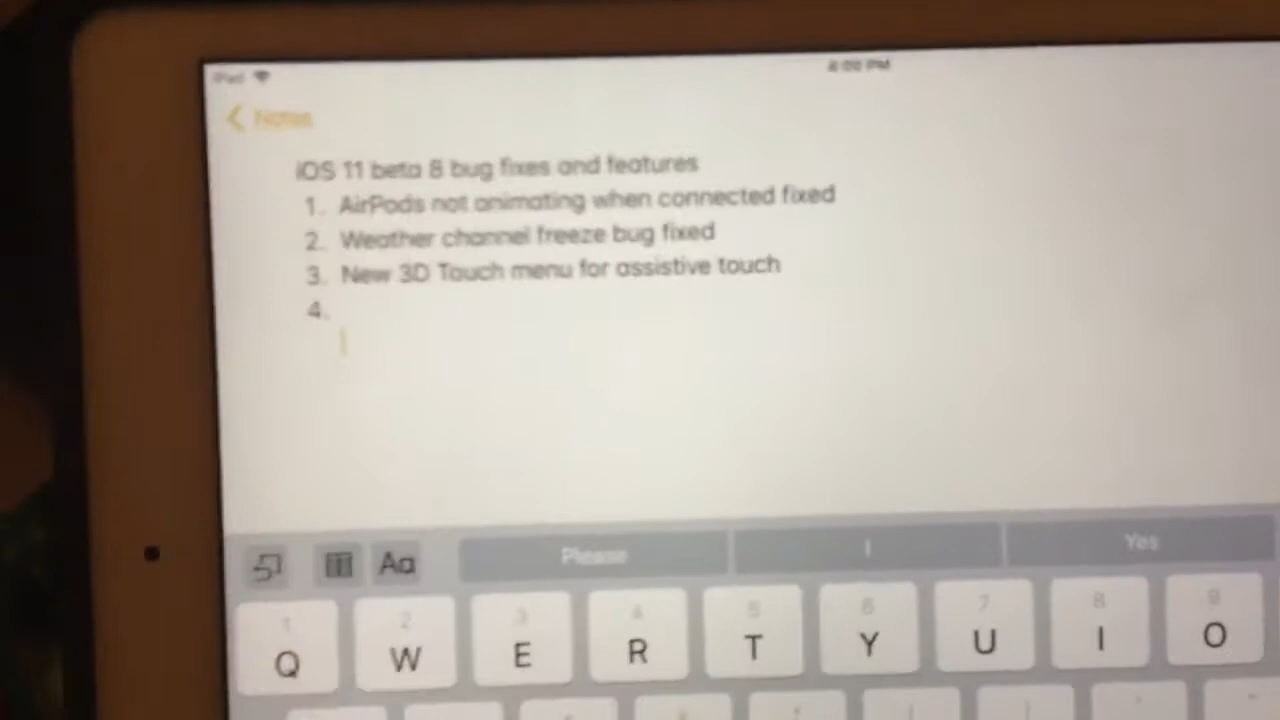 iPad 4:00 PM
Notes
iOS 11 beta 8 bug fixes and features
1. AirPods not animating when connected fixed
2. Weather channel freeze bug fixed
3. New 3D Touch menu for assistive touch
4.
Aa Please I Yes
1 2 3 4 5 6 7 8 9
Q W E R T Y U I O